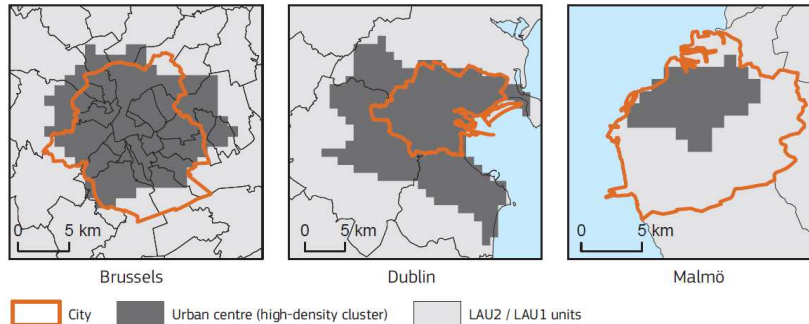 0 5 km
0 5 km
0 5 km
Brussels
Dublin
Malmö
City
Urban centre (high-density cluster)
LAU2 / LAU1 units